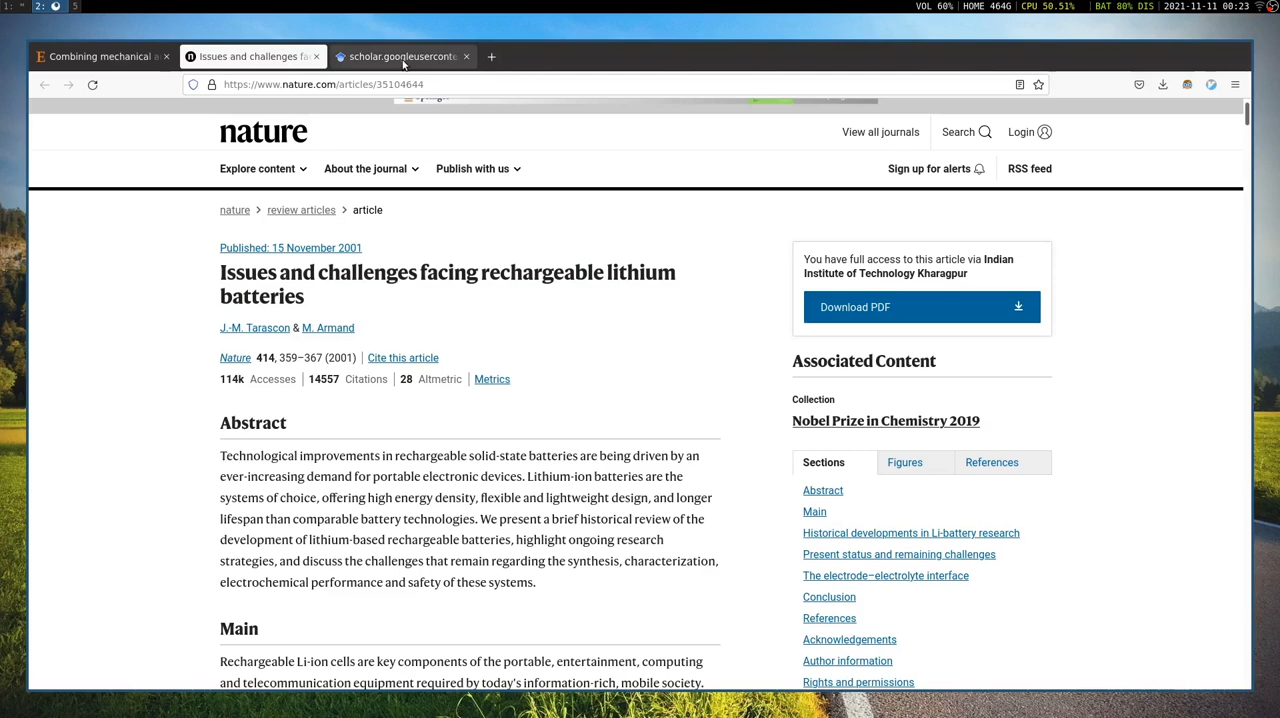 1: "
2:
5
VOL 60% HOME 464G CPU 50.51% BAT 80% DIS 2021-11-11 00:23
Combining mechanical a
Issues and challenges fa
scholar.googleuserconte
https://www.nature.com/articles/35104644
nature
View all journals
Search
Login
Explore content
About the journal
Publish with us
Sign up for alerts
RSS feed
nature > review articles > article
Published: 15 November 2001
Issues and challenges facing rechargeable lithium
batteries
J.-M. Tarascon & M. Armand
Nature 414, 359–367 (2001) Cite this article
114k Accesses 14557 Citations 28 Altmetric Metrics
Abstract
Technological improvements in rechargeable solid-state batteries are being driven by an
ever-increasing demand for portable electronic devices. Lithium-ion batteries are the
systems of choice, offering high energy density, flexible and lightweight design, and longer
lifespan than comparable battery technologies. We present a brief historical review of the
development of lithium-based rechargeable batteries, highlight ongoing research
strategies, and discuss the challenges that remain regarding the synthesis, characterization,
electrochemical performance and safety of these systems.
Main
Rechargeable Li-ion cells are key components of the portable, entertainment, computing
and telecommunication equipment required by today's information-rich, mobile society.
You have full access to this article via Indian
Institute of Technology Kharagpur
Download PDF
Associated Content
Collection
Nobel Prize in Chemistry 2019
Sections
Figures
References
Abstract
Main
Historical developments in Li-battery research
Present status and remaining challenges
The electrode–electrolyte interface
Conclusion
References
Acknowledgements
Author information
Rights and permissions